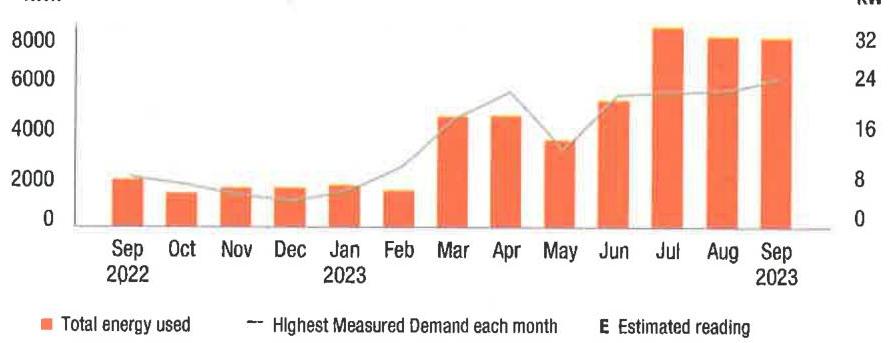 8000 32
6000 24
4000 16
2000 8
0 0
Sep Oct Nov Dec Jan Feb Mar Apr May Jun Jul Aug Sep
2022 2023 2023
Total energy used HIghest Measured Demand each month E Estimated reading